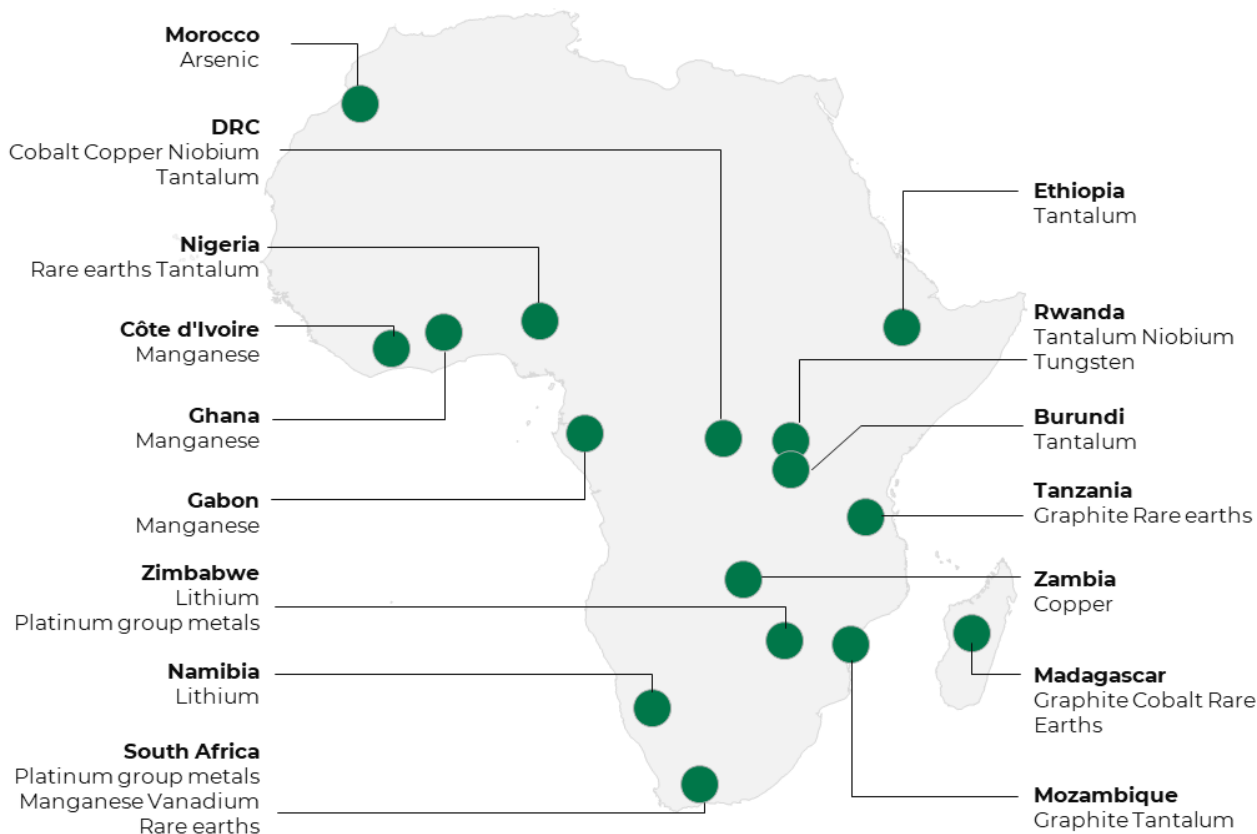 Morocco
Arsenic
DRC
Cobalt Copper Niobium
Tantalum
Nigeria
Rare earths Tantalum
Côte d'Ivoire
Manganese
Ghana
Manganese
Gabon
Manganese
Zimbabwe
Lithium
Platinum group metals
Namibia
Lithium
South Africa
Platinum group metals
Manganese Vanadium
Rare earths
Ethiopia
Tantalum
Rwanda
Tantalum Niobium
Tungsten
Burundi
Tantalum
Tanzania
Graphite Rare earths
Zambia
Copper
Madagascar
Graphite Cobalt Rare
Earths
Mozambique
Graphite Tantalum